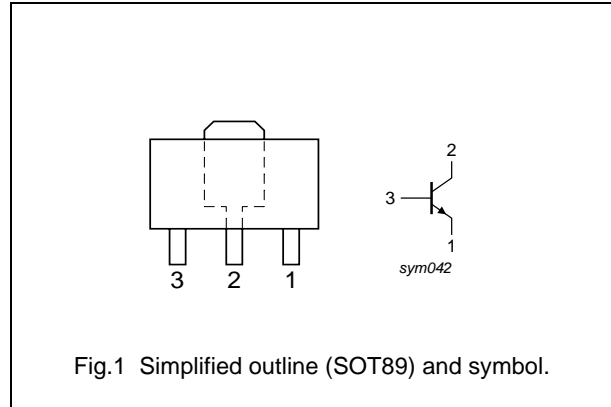 2
3
1
sym042
3 2 1
Fig.1 Simplified outline (SOT89) and symbol.